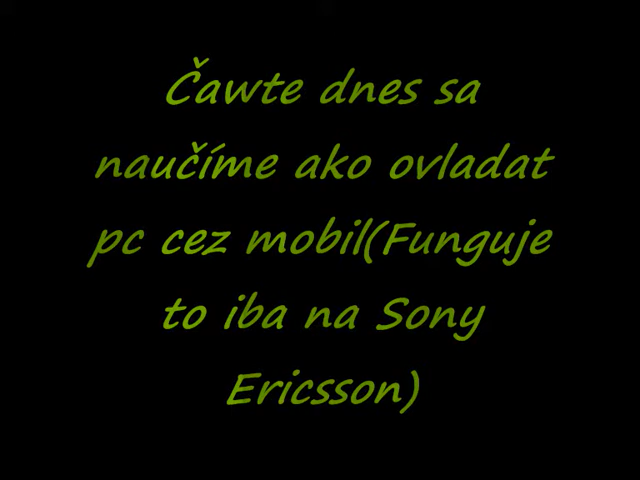 Čawte dnes sa
naučíme ako ovladat
pc cez mobil(Funguje
to iba na Sony
Ericsson)